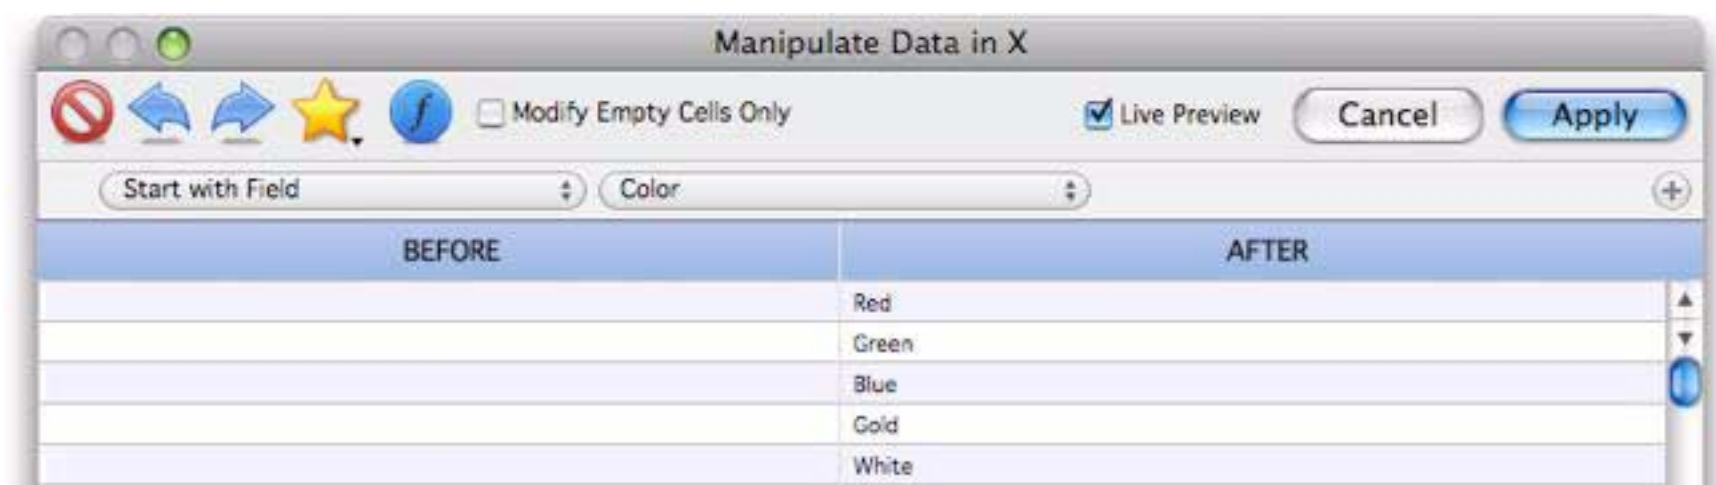 Manipulate Data in X
f Modify Empty Cells Only Live Preview Cancel Apply
Start with Field Color
BEFORE AFTER
Red
Green
Blue
Gold
White